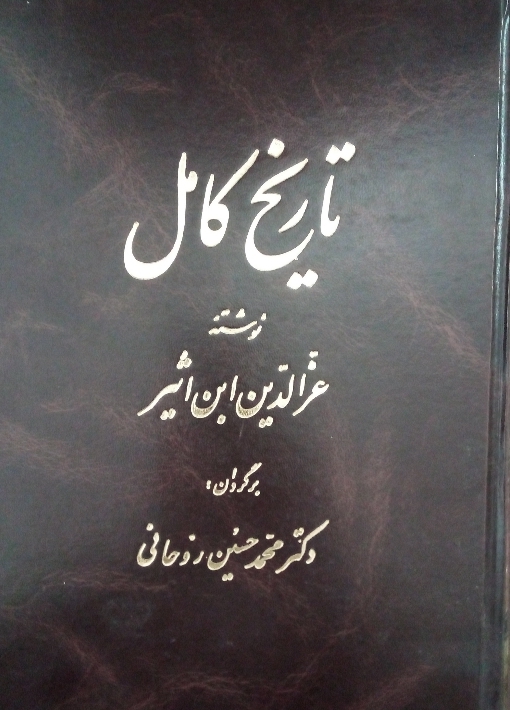 تاریخ کامل
نوشته
عزالدین ابن اثیر
برگردان:
دکتر محمد حسین روحانی